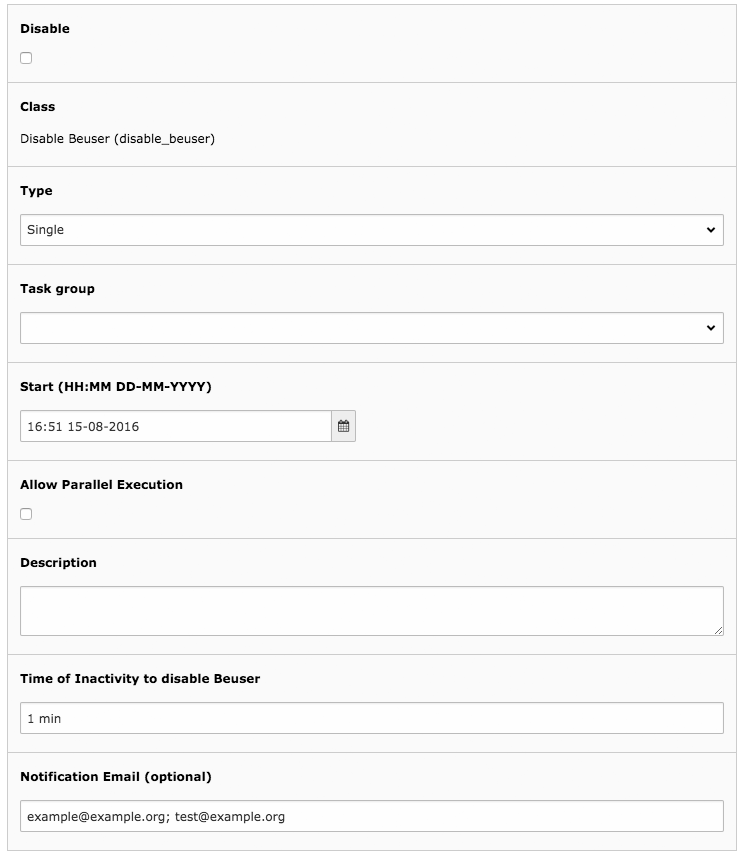 Disable
Class
Disable Beuser (disable_beuser)
Type
Single
Task group
Start (HH:MM DD-MM-YYYY)
16:51 15-08-2016
Allow Parallel Execution
Description
Time of Inactivity to disable Beuser
1 min
Notification Email (optional)
example@example.org; test@example.org